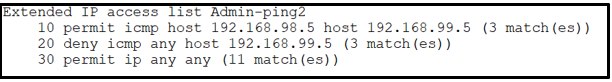 Extended IP access list Admin-ping2
10 permit icmp host 192.168.98.5 host 192.168.99.5 (3 match(es))
20 deny icmp any host 192.168.99.5 (3 match(es))
30 permit ip any any (11 match(es))